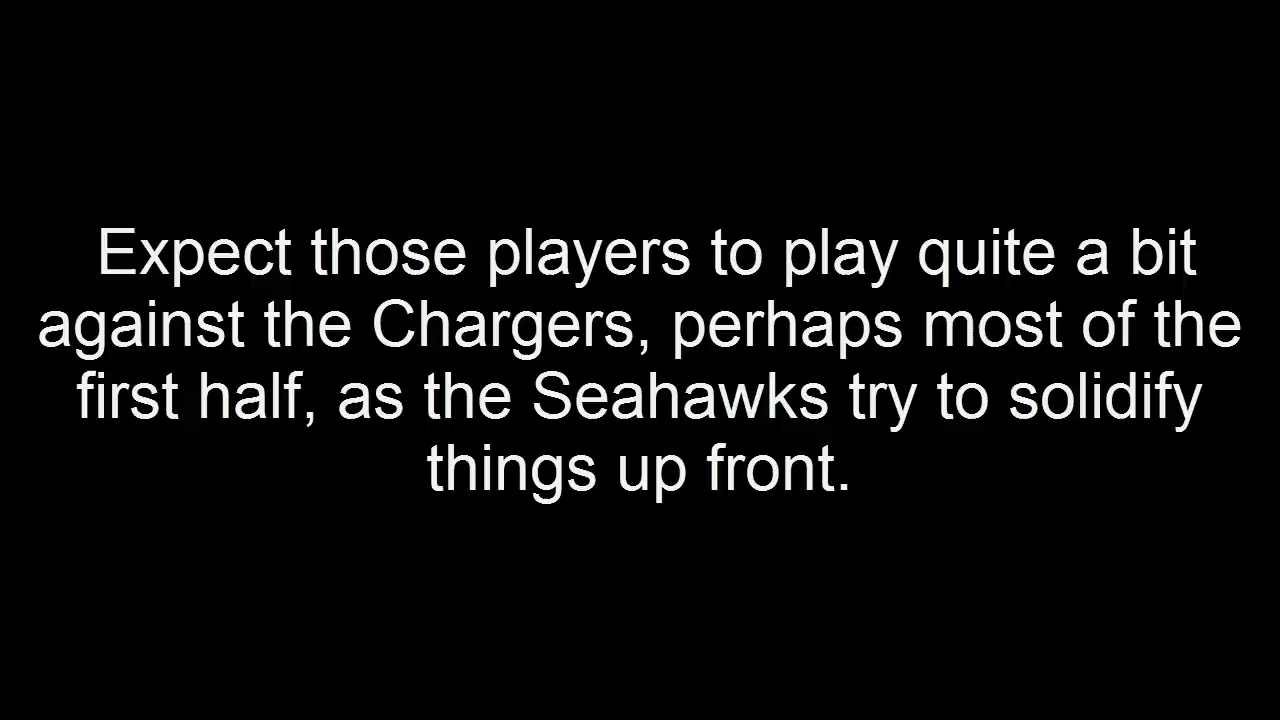 Expect those players to play quite a bit
against the Chargers, perhaps most of the
first half, as the Seahawks try to solidify
things up front.